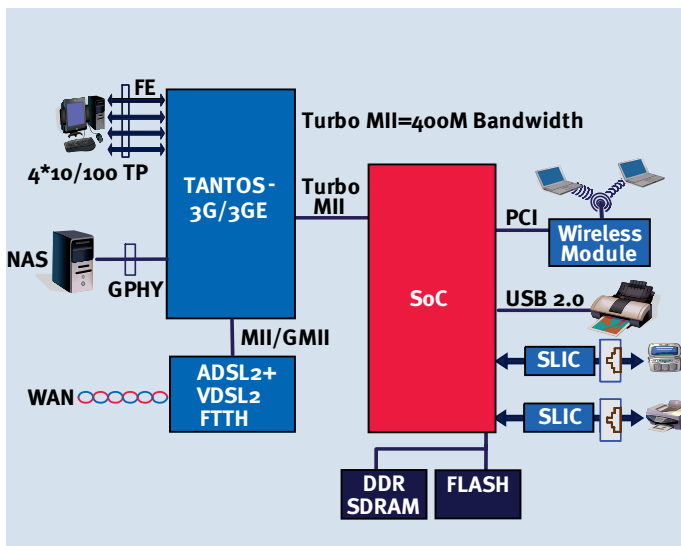 FE
Turbo MII=400M Bandwidth
4*10/100 TP
TANTOS -
3G/3GE
Turbo
MII
PCI
Wireless
Module
NAS
GPHY
SoC
USB 2.0
MII/GMII
SLIC
WAN
ADSL2+
VDSL2
FTTH
SLIC
DDR
SDRAM
FLASH